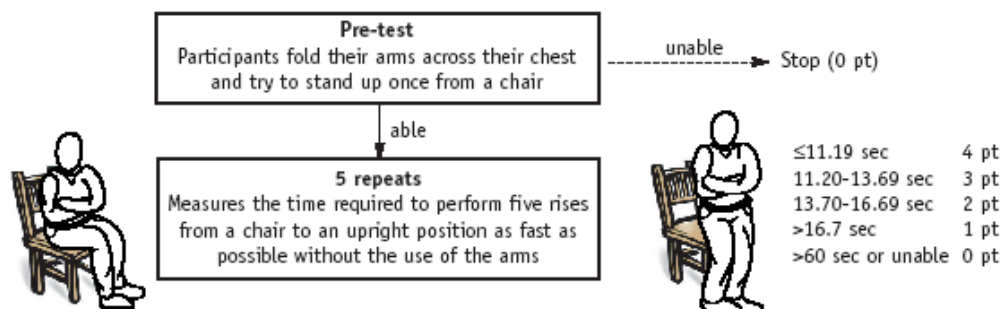 Pre-test
Participants fold their arms across their chest
and try to stand up once from a chair
unable
Stop (0 pt)
able
5 repeats
Measures the time required to perform five rises
from a chair to an upright position as fast as
possible without the use of the arms
≤11.19 sec 4 pt
11.20-13.69 sec 3 pt
13.70-16.69 sec 2 pt
>16.7 sec 1 pt
>60 sec or unable 0 pt